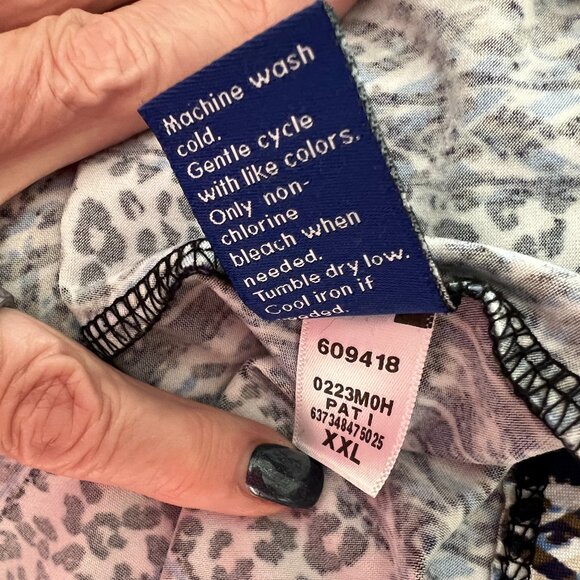 Machine wash
cold.
Gentle cycle
with like colors.
Only non-
chlorine
bleach when
needed.
Tumble dry low.
Cool iron if
needed.
609418
0223M0H
PAT I
637348475025
XXL